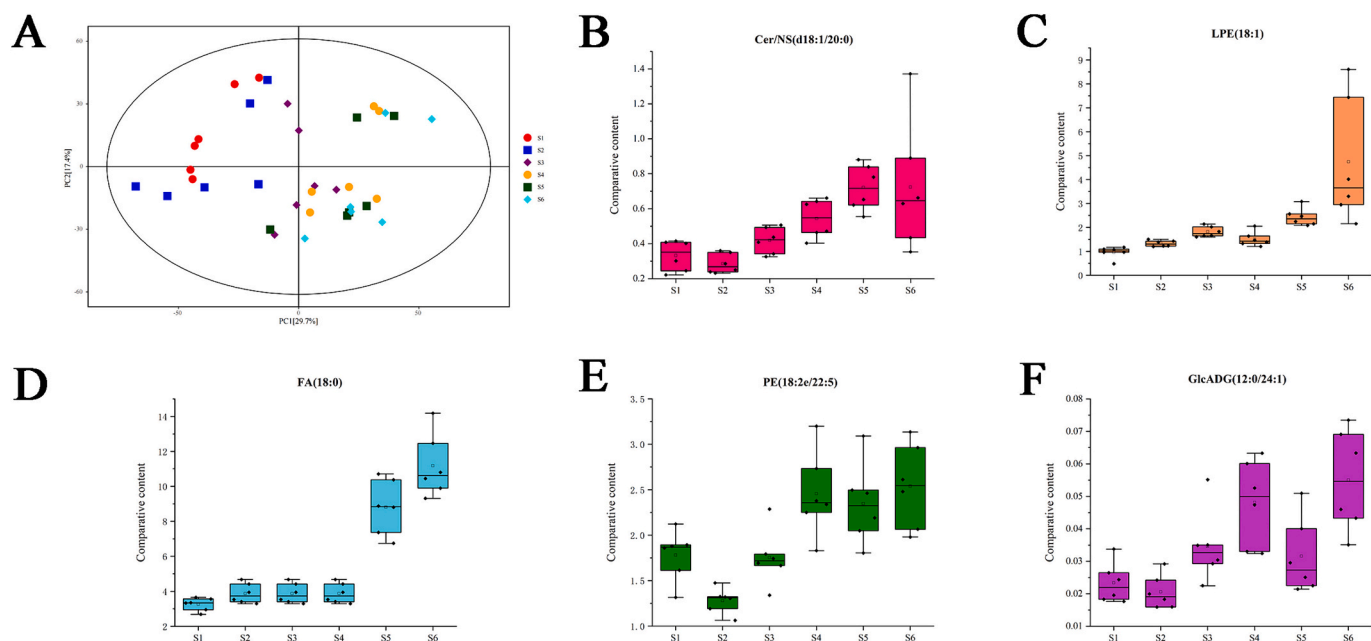 A
PC2[17.4%]
60
30
0
-30
-60
-50
0
50
PC1[29.7%]
S1
S2
S3
S4
S5
S6
B
Cer/NS(d18:1/20:0)
Comparative content
1.4
1.2
1.0
0.8
0.6
0.4
0.2
S1 S2 S3 S4 S5 S6
C
LPE(18:1)
Comparative content
9
8
7
6
5
4
3
2
1
0
S1 S2 S3 S4 S5 S6
D
FA(18:0)
Comparative content
14
12
10
8
6
4
2
S1 S2 S3 S4 S5 S6
E
PE(18:2e/22:5)
Comparative content
3.5
3.0
2.5
2.0
1.5
1.0
S1 S2 S3 S4 S5 S6
F
GlcADG(12:0/24:1)
Comparative content
0.08
0.07
0.06
0.05
0.04
0.03
0.02
0.01
S1 S2 S3 S4 S5 S6